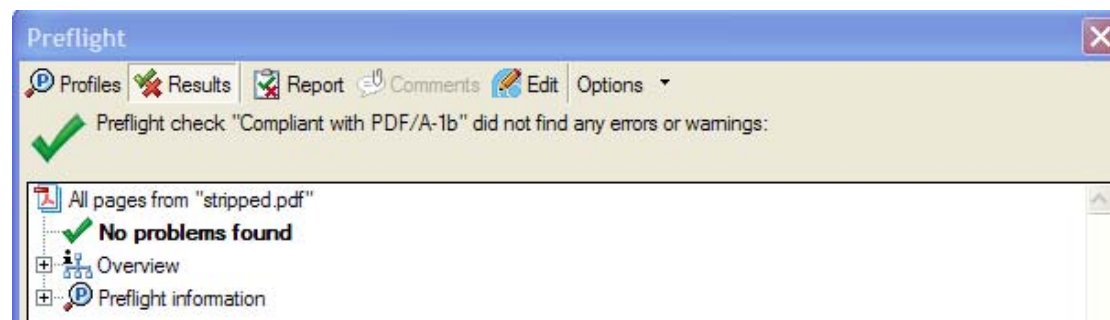 Preflight
Profiles Results Report Comments Edit Options
Preflight check "Compliant with PDF/A-1b" did not find any errors or warnings:
All pages from "stripped.pdf"
No problems found
Overview
Preflight information